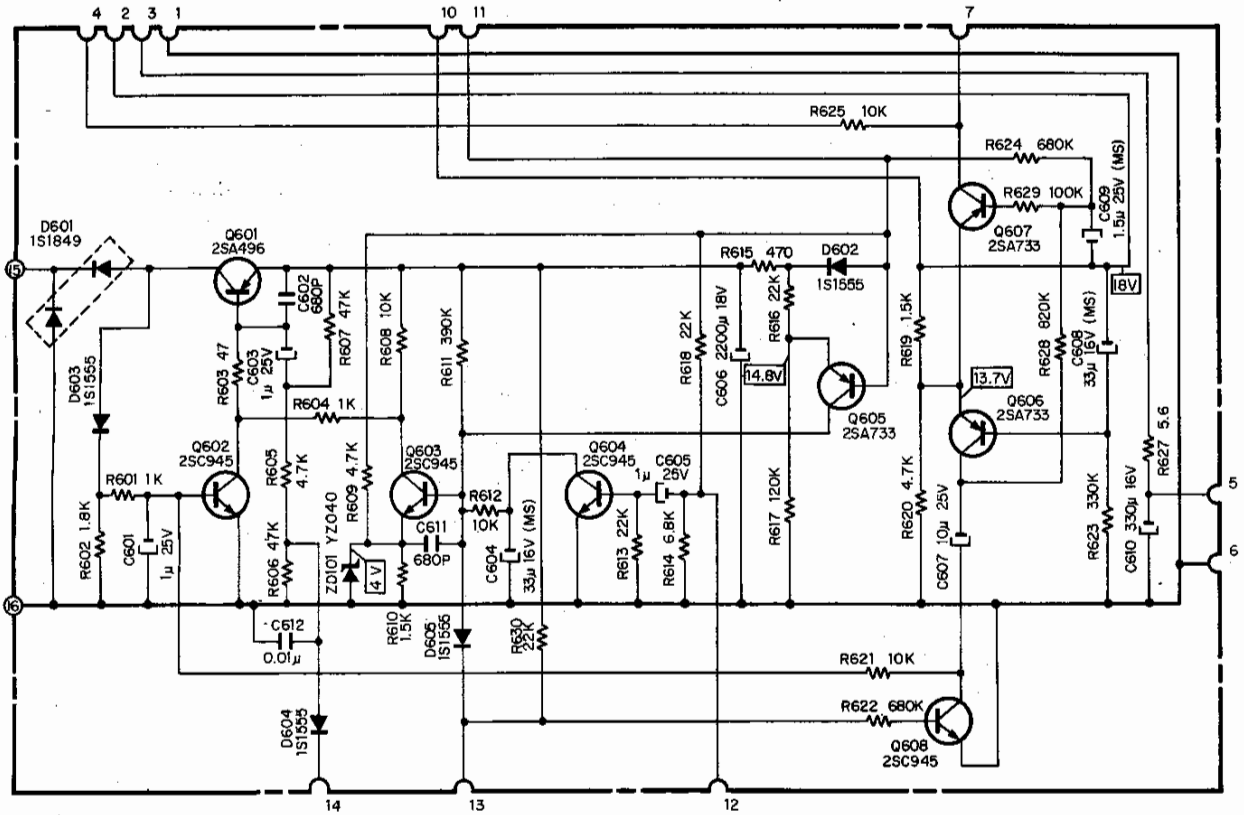 4 2 3 1 10 11 7
R625 10K
R624 680K
R629 100K
C609
1.5µ 25V (MS)
D601
1S1849
Q601
2SA496
Q607
2SA733
R615 470
D602
1S1555
18V
15
C602
680P
R607 47K
R608 10K
R611 390K
R618 22K
C606 2200µ 18V
R616 22K
R619 1.5K
R628 820K
C608
33µ 16V (MS)
D603
1S1555
R603 47
C603
1µ 25V
14.8V
13.7V
R604 1K
Q605
2SA733
Q606
2SA733
Q602
2SC945
R605
4.7K
R609 4.7K
Q603
2SC945
Q604
2SC945
1µ
C605
25V
R627 5.6
R601 1K
R612
10K
R617 120K
R620 4.7K
5
R602 1.8K
C601
1µ 25V
R606 47K
ZD101 YZ040
4V
C611
680P
C604
33µ 16V (MS)
R613 22K
R614 6.8K
C607 10µ 25V
R623 330K
C610 330µ 16V
6
16
C612
0.01µ
R610
1.5K
D605
1S1555
R630
22K
R621 10K
R622 680K
D604
1S1555
Q608
2SC945
14 13 12